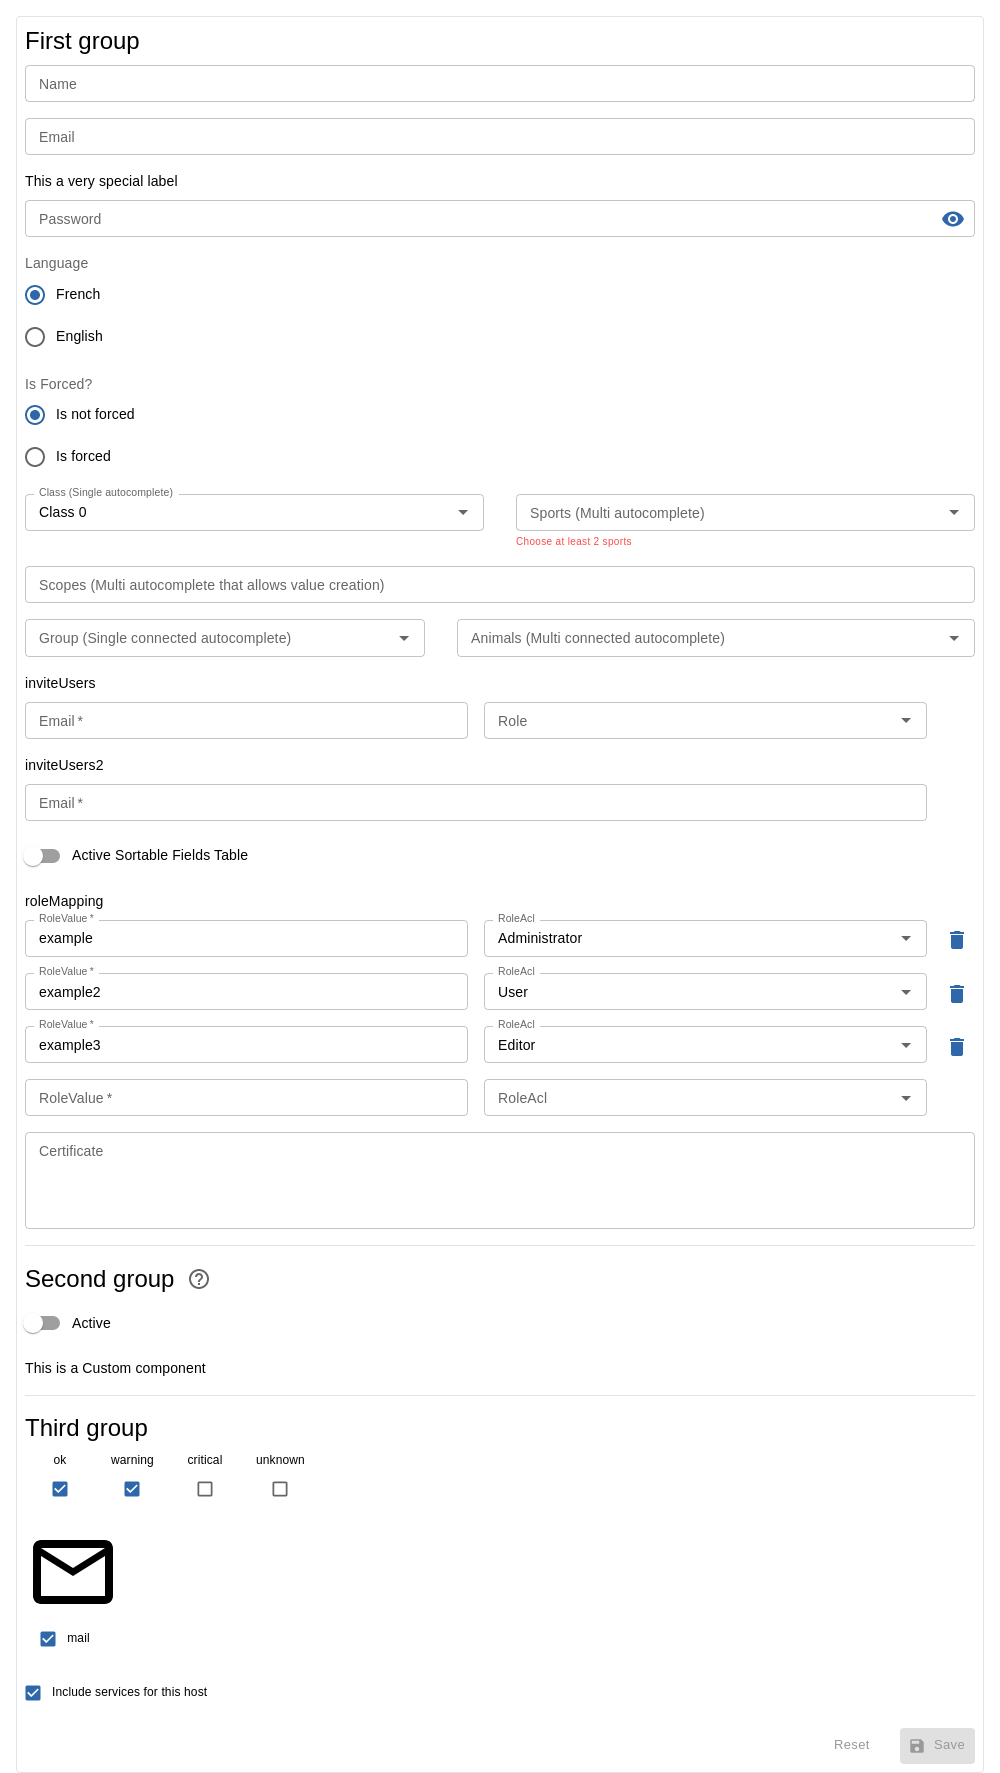 First group
Name
Email
This a very special label
Password
Language
French
English
Is Forced?
Is not forced
Is forced
Class (Single autocomplete)
Class 0
Sports (Multi autocomplete)
Choose at least 2 sports
Scopes (Multi autocomplete that allows value creation)
Group (Single connected autocomplete)
Animals (Multi connected autocomplete)
inviteUsers
Email *
Role
inviteUsers2
Email *
Active Sortable Fields Table
roleMapping
RoleValue *
example
RoleAcl
Administrator
RoleValue *
example2
RoleAcl
User
RoleValue *
example3
RoleAcl
Editor
RoleValue *
RoleAcl
Certificate
Second group
Active
This is a Custom component
Third group
ok
warning
critical
unknown
mail
Include services for this host
Reset
Save